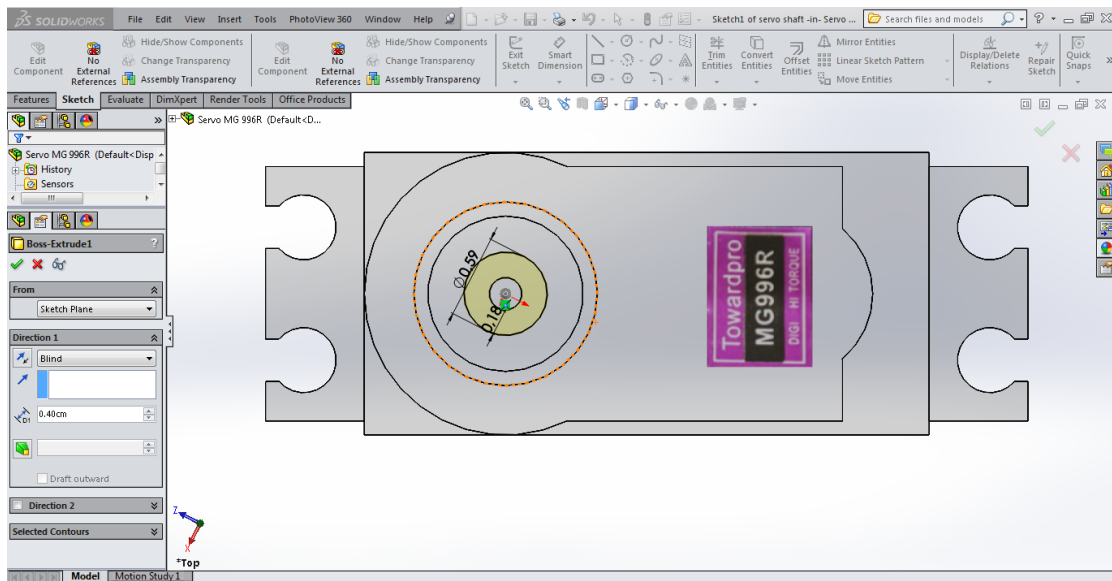 SOLIDWORKS File Edit View Insert Tools PhotoView 360 Window Help Sketch1 of servo shaft -in- Servo ... Search files and models ?
Edit Component
No External References
Hide/Show Components
Change Transparency
Assembly Transparency
Edit Component
No External References
Hide/Show Components
Change Transparency
Assembly Transparency
Exit Sketch
Smart Dimension
Trim Entities
Convert Entities
Offset Entities
Mirror Entities
Linear Sketch Pattern
Move Entities
Display/Delete Relations
Repair Sketch
Quick Snaps
Features Sketch Evaluate DimXpert Render Tools Office Products
Servo MG 996R (Default<D...
Servo MG 996R (Default<Disp
History
Sensors
Boss-Extrude1 ?
From
Sketch Plane
Direction 1
Blind
D1 0.40cm
Draft outward
Direction 2
Selected Contours
Ø0.59
0.18
Towardpro
MG996R
DIGI HI TORQUE
Z
X
*Top
Model Motion Study 1